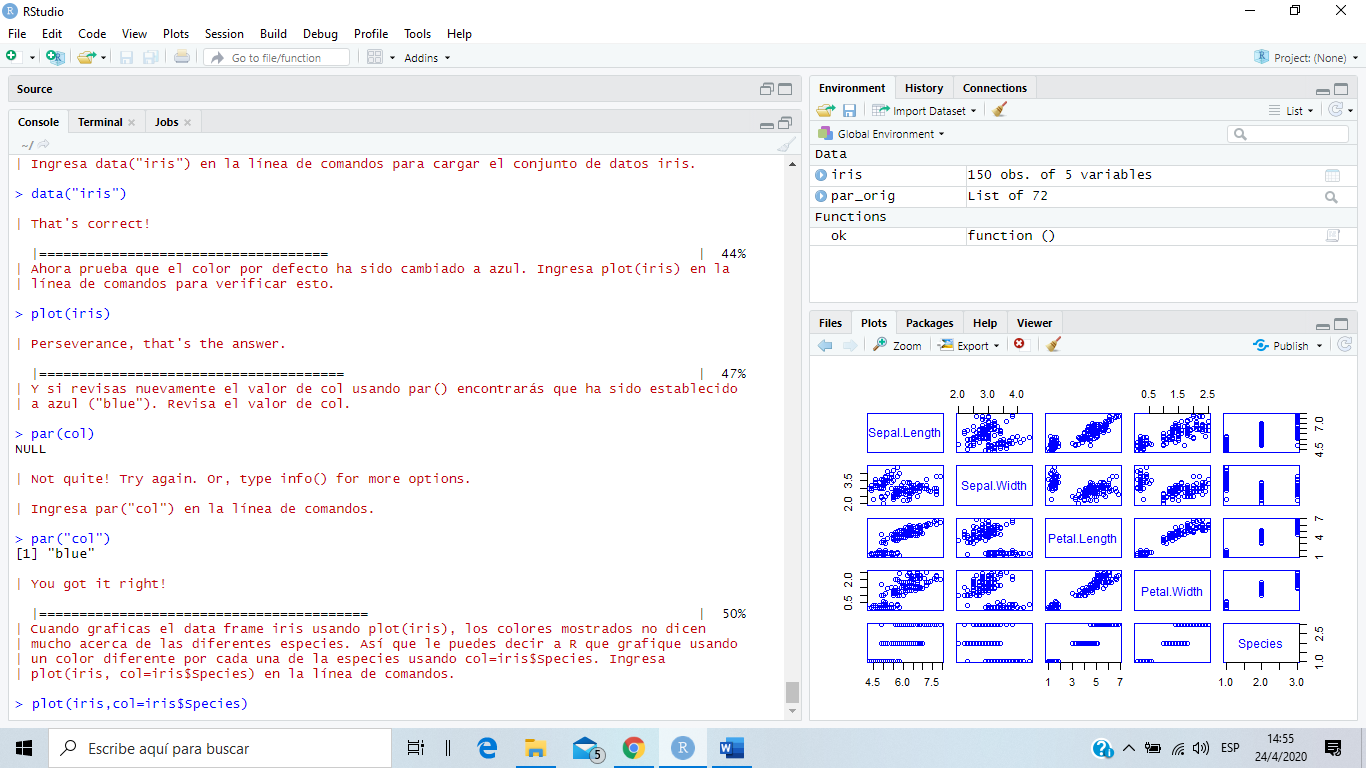 RStudio
File Edit Code View Plots Session Build Debug Profile Tools Help
Go to file/function Addins Project: (None)
Source
Console Terminal Jobs
~/
| Ingresa data("iris") en la línea de comandos para cargar el conjunto de datos iris.
> data("iris")
| That's correct!
|==================================== | 44%
| Ahora prueba que el color por defecto ha sido cambiado a azul. Ingresa plot(iris) en la
| línea de comandos para verificar esto.
> plot(iris)
| Perseverance, that's the answer.
|====================================== | 47%
| Y si revisas nuevamente el valor de col usando par() encontrarás que ha sido establecido
| a azul ("blue"). Revisa el valor de col.
> par(col)
NULL
| Not quite! Try again. Or, type info() for more options.
| Ingresa par("col") en la línea de comandos.
> par("col")
[1] "blue"
| You got it right!
|========================================= | 50%
| Cuando graficas el data frame iris usando plot(iris), los colores mostrados no dicen
| mucho acerca de las diferentes especies. Así que le puedes decir a R que grafique usando
| un color diferente por cada una de la especies usando col=iris$Species. Ingresa
| plot(iris, col=iris$Species) en la línea de comandos.
> plot(iris,col=iris$Species)
Environment History Connections
Import Dataset List
Global Environment
Data
iris 150 obs. of 5 variables
par_orig List of 72
Functions
ok function ()
Files Plots Packages Help Viewer
Zoom Export Publish
2.0 3.0 4.0 0.5 1.5 2.5
Sepal.Length 4.5 7.0
2.0 3.5 Sepal.Width
Petal.Length 1 4 7
0.5 2.0 Petal.Width
Species 1.0 2.5
4.5 6.0 7.5 1 3 5 7 1.0 2.0 3.0
Escribe aquí para buscar
5
R
W
ESP
14:55
24/4/2020